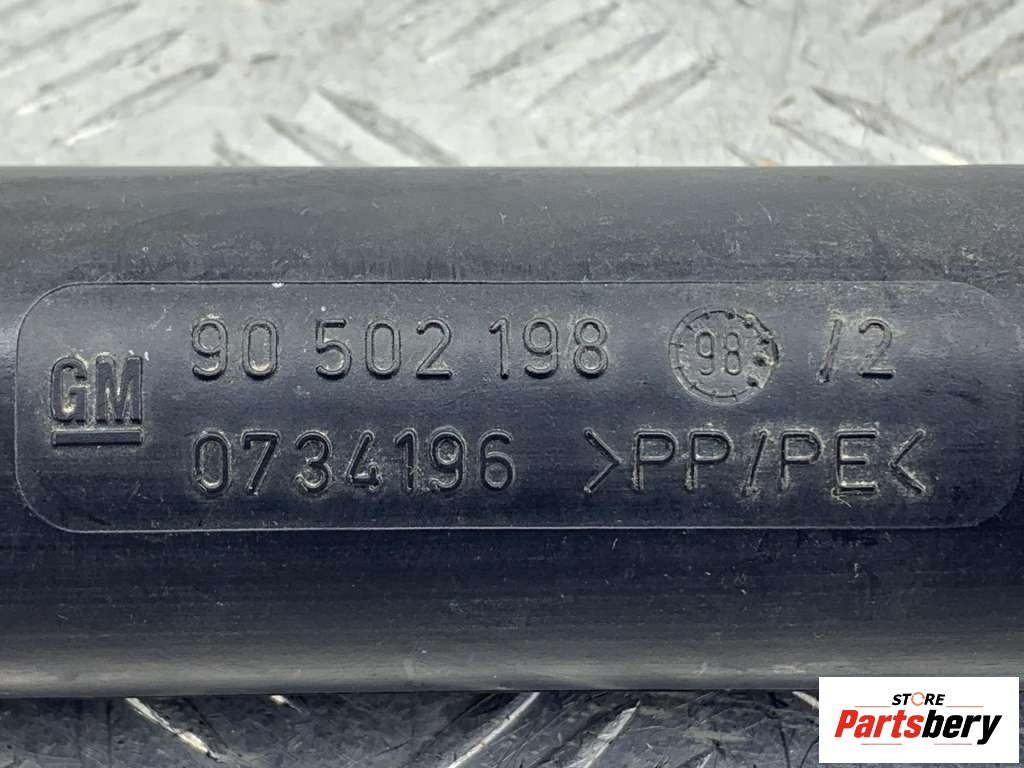 GM
90 502 198 98 /2
0734196 >PP/PE<
STORE
Partsbery